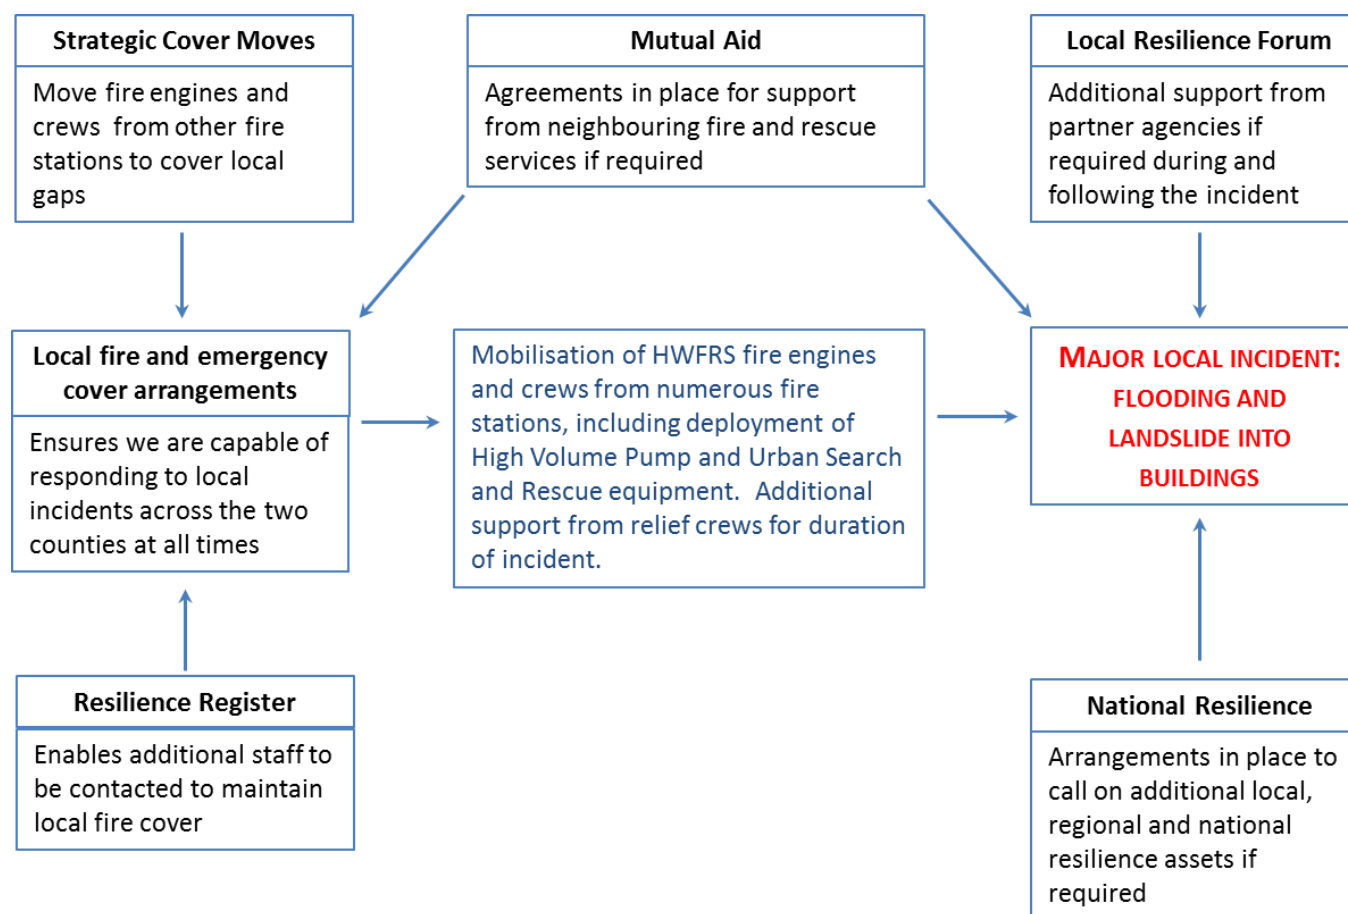 Strategic Cover Moves
Move fire engines and
crews from other fire
stations to cover local
gaps
Mutual Aid
Agreements in place for support
from neighbouring fire and rescue
services if required
Local Resilience Forum
Additional support from
partner agencies if
required during and
following the incident
Local fire and emergency
cover arrangements
Ensures we are capable of
responding to local
incidents across the two
counties at all times
Mobilisation of HWFRS fire engines
and crews from numerous fire
stations, including deployment of
High Volume Pump and Urban Search
and Rescue equipment. Additional
support from relief crews for duration
of incident.
MAJOR LOCAL INCIDENT:
FLOODING AND
LANDSLIDE INTO
BUILDINGS
Resilience Register
Enables additional staff to
be contacted to maintain
local fire cover
National Resilience
Arrangements in place to
call on additional local,
regional and national
resilience assets if
required